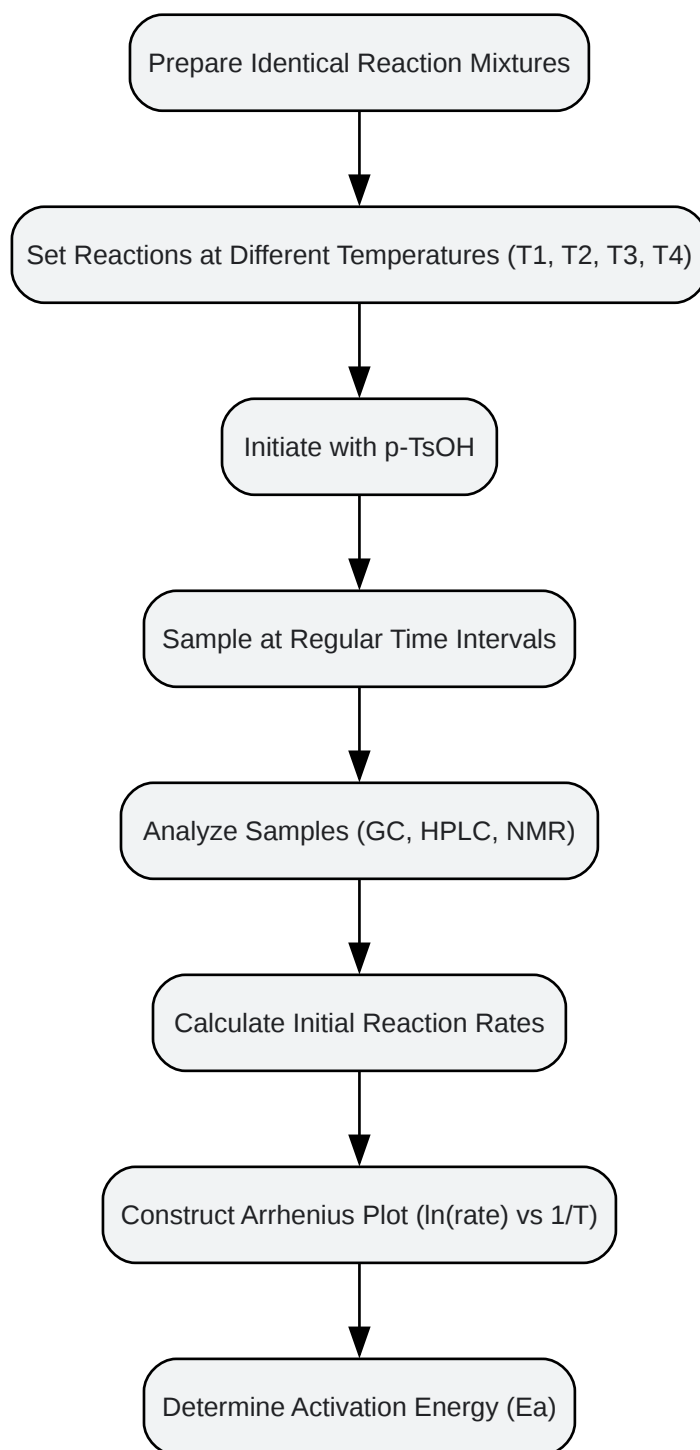 Prepare Identical Reaction Mixtures
Set Reactions at Different Temperatures (T1, T2, T3, T4)
Initiate with p-TsOH
Sample at Regular Time Intervals
Analyze Samples (GC, HPLC, NMR)
Calculate Initial Reaction Rates
Construct Arrhenius Plot (ln(rate) vs 1/T)
Determine Activation Energy (Ea)